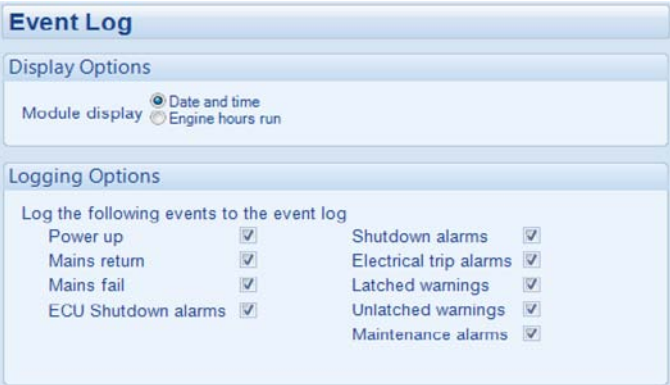 Event Log
Display Options
Module display
Date and time
Engine hours run
Logging Options
Log the following events to the event log
Power up
Mains return
Mains fail
ECU Shutdown alarms
Shutdown alarms
Electrical trip alarms
Latched warnings
Unlatched warnings
Maintenance alarms